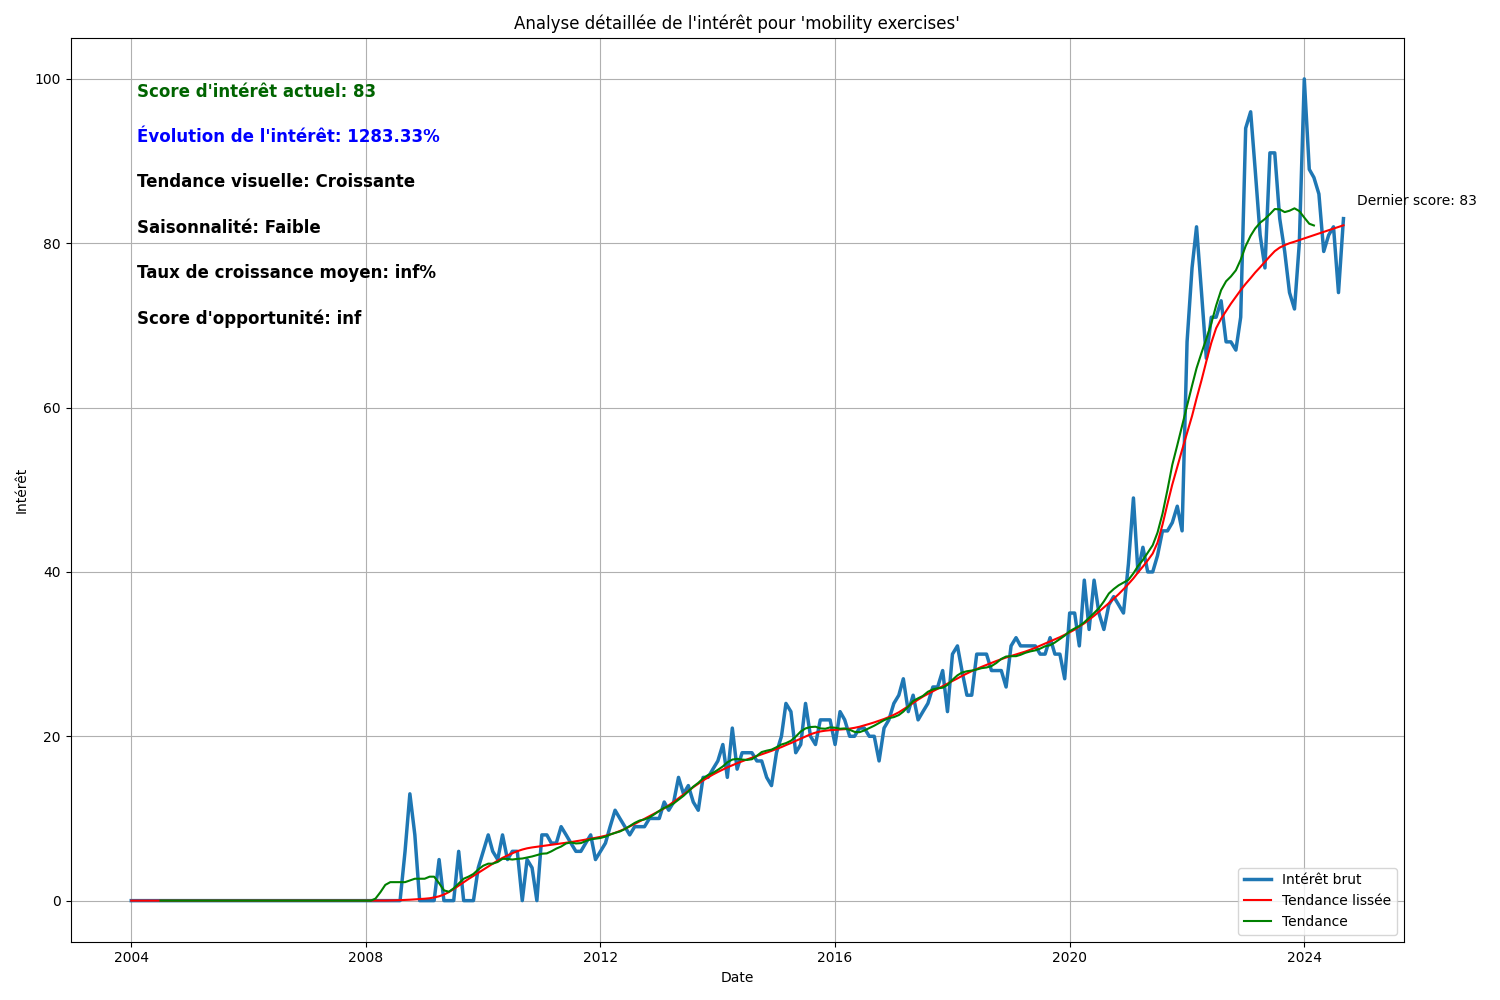 Analyse détaillée de l'intérêt pour 'mobility exercises'
Score d'intérêt actuel: 83
Évolution de l'intérêt: 1283.33%
Tendance visuelle: Croissante
Saisonnalité: Faible
Taux de croissance moyen: inf%
Score d'opportunité: inf
Dernier score: 83
100
80
60
40
20
0
Intérêt
2004
2008
2012
2016
2020
2024
Date
Intérêt brut
Tendance lissée
Tendance